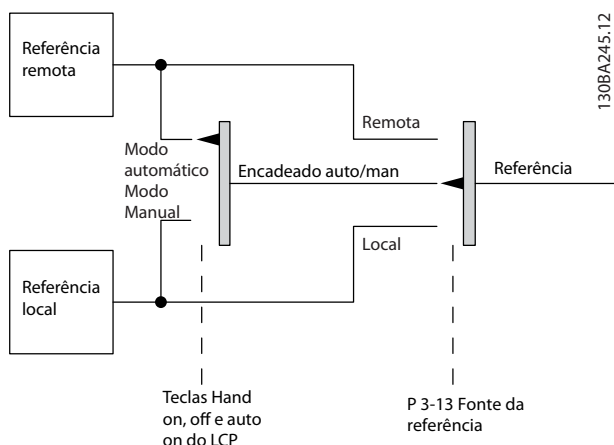 Referência
remota
130BA245.12
Remota
Modo
automático
Modo
Manual
Encadeado auto/man
Referência
Local
Referência
local
Teclas Hand
on, off e auto
on do LCP
P 3-13 Fonte da
referência